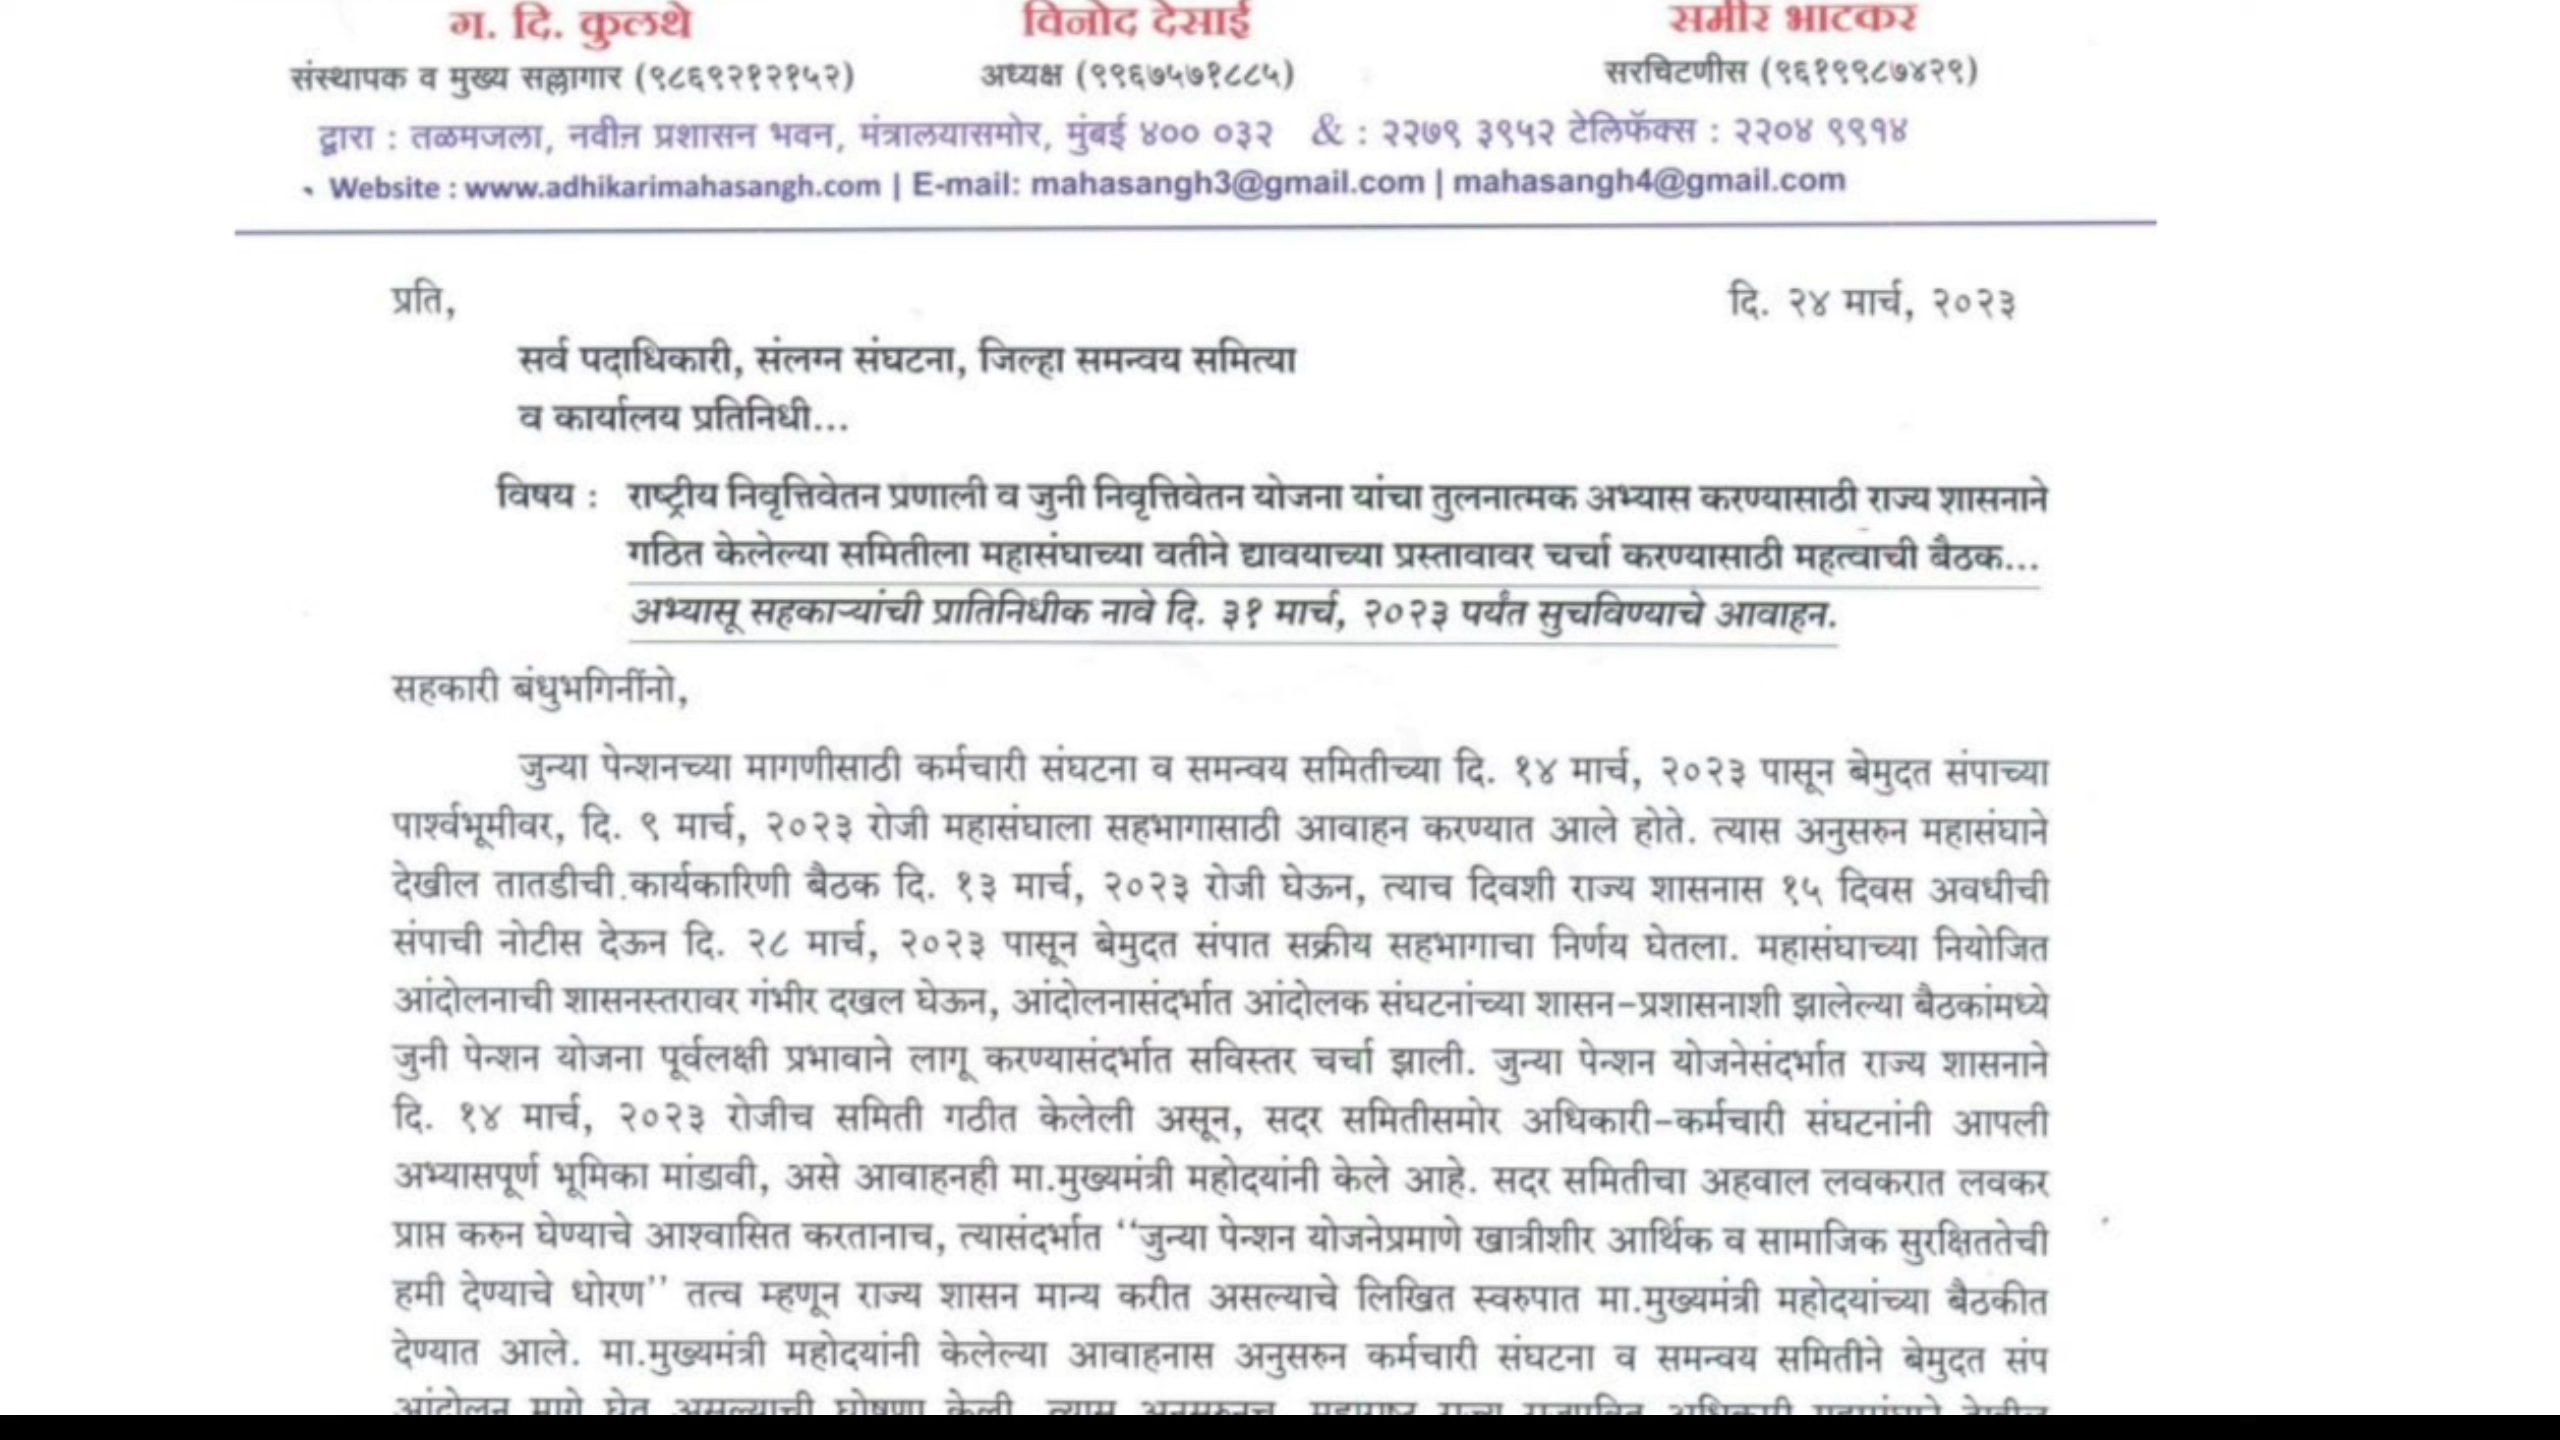 ग. दि. कुलथे विनोद देसाई समीर भाटकर
संस्थापक व मुख्य सल्लागार (९८६९२१२१५२) अध्यक्ष (९९६७५७१८८५) सरचिटणीस (९६१९९८७४२९)
द्वारा : तळमजला, नवीन प्रशासन भवन, मंत्रालयासमोर, मुंबई ४०० ०३२ & : २२७९ ३९५२ टेलिफॅक्स : २२०४ ९९१४
Website : www.adhikarimahasangh.com | E-mail: mahasangh3@gmail.com | mahasangh4@gmail.com
प्रति, दि. २४ मार्च, २०२३
सर्व पदाधिकारी, संलग्न संघटना, जिल्हा समन्वय समित्या
व कार्यालय प्रतिनिधी...
विषय : राष्ट्रीय निवृत्तिवेतन प्रणाली व जुनी निवृत्तिवेतन योजना यांचा तुलनात्मक अभ्यास करण्यासाठी राज्य शासनाने
गठित केलेल्या समितीला महासंघाच्या वतीने द्यावयाच्या प्रस्तावावर चर्चा करण्यासाठी महत्वाची बैठक...
अभ्यासू सहकाऱ्यांची प्रातिनिधीक नावे दि. ३१ मार्च, २०२३ पर्यंत सुचविण्याचे आवाहन.
सहकारी बंधुभगिनींनो,
जुन्या पेन्शनच्या मागणीसाठी कर्मचारी संघटना व समन्वय समितीच्या दि. १४ मार्च, २०२३ पासून बेमुदत संपाच्या
पार्श्वभूमीवर, दि. ९ मार्च, २०२३ रोजी महासंघाला सहभागासाठी आवाहन करण्यात आले होते. त्यास अनुसरुन महासंघाने
देखील तातडीची कार्यकारिणी बैठक दि. १३ मार्च, २०२३ रोजी घेऊन, त्याच दिवशी राज्य शासनास १५ दिवस अवधीची
संपाची नोटीस देऊन दि. २८ मार्च, २०२३ पासून बेमुदत संपात सक्रीय सहभागाचा निर्णय घेतला. महासंघाच्या नियोजित
आंदोलनाची शासनस्तरावर गंभीर दखल घेऊन, आंदोलनासंदर्भात आंदोलक संघटनांच्या शासन-प्रशासनाशी झालेल्या बैठकांमध्ये
जुनी पेन्शन योजना पूर्वलक्षी प्रभावाने लागू करण्यासंदर्भात सविस्तर चर्चा झाली. जुन्या पेन्शन योजनेसंदर्भात राज्य शासनाने
दि. १४ मार्च, २०२३ रोजीच समिती गठीत केलेली असून, सदर समितीसमोर अधिकारी-कर्मचारी संघटनांनी आपली
अभ्यासपूर्ण भूमिका मांडावी, असे आवाहनही मा.मुख्यमंत्री महोदयांनी केले आहे. सदर समितीचा अहवाल लवकरात लवकर
प्राप्त करुन घेण्याचे आश्वासित करतानाच, त्यासंदर्भात ‘‘जुन्या पेन्शन योजनेप्रमाणे खात्रीशीर आर्थिक व सामाजिक सुरक्षिततेची
हमी देण्याचे धोरण’’ तत्व म्हणून राज्य शासन मान्य करीत असल्याचे लिखित स्वरुपात मा.मुख्यमंत्री महोदयांच्या बैठकीत
देण्यात आले. मा.मुख्यमंत्री महोदयांनी केलेल्या आवाहनास अनुसरुन कर्मचारी संघटना व समन्वय समितीने बेमुदत संप
आंदोलन मागे घेत असल्याची घोषणा केली. त्यास अनुसरुनच, महाराष्ट्र राज्य राजपत्रित अधिकारी महासंघाने देखील